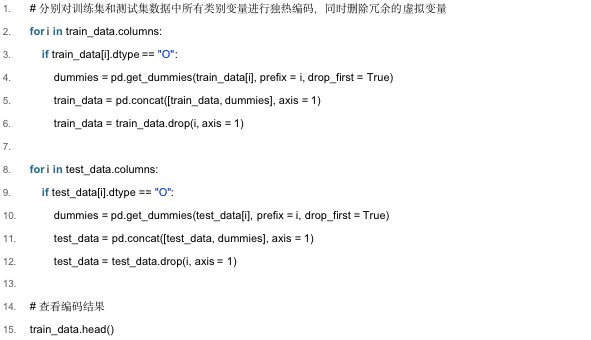 1. # 分别对训练集和测试集数据中所有类别变量进行独热编码，同时删除冗余的虚拟变量
2. for i in train_data.columns:
3. if train_data[i].dtype == "O":
4. dummies = pd.get_dummies(train_data[i], prefix = i, drop_first = True)
5. train_data = pd.concat([train_data, dummies], axis = 1)
6. train_data = train_data.drop(i, axis = 1)
7.
8. for i in test_data.columns:
9. if test_data[i].dtype == "O":
10. dummies = pd.get_dummies(test_data[i], prefix = i, drop_first = True)
11. test_data = pd.concat([test_data, dummies], axis = 1)
12. test_data = test_data.drop(i, axis = 1)
13.
14. # 查看编码结果
15. train_data.head()